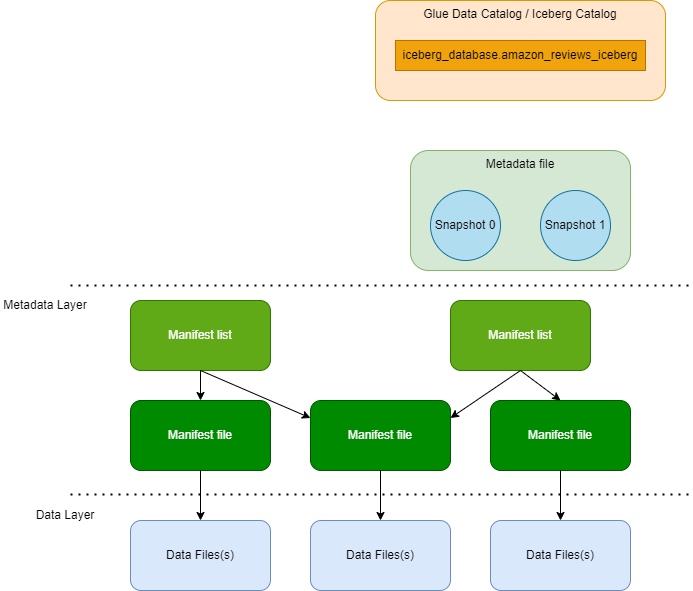 Glue Data Catalog / Iceberg Catalog
iceberg_database.amazon_reviews_iceberg
Metadata file
Snapshot 0
Snapshot 1
Metadata Layer
Manifest list
Manifest list
Manifest file
Manifest file
Manifest file
Data Layer
Data Files(s)
Data Files(s)
Data Files(s)